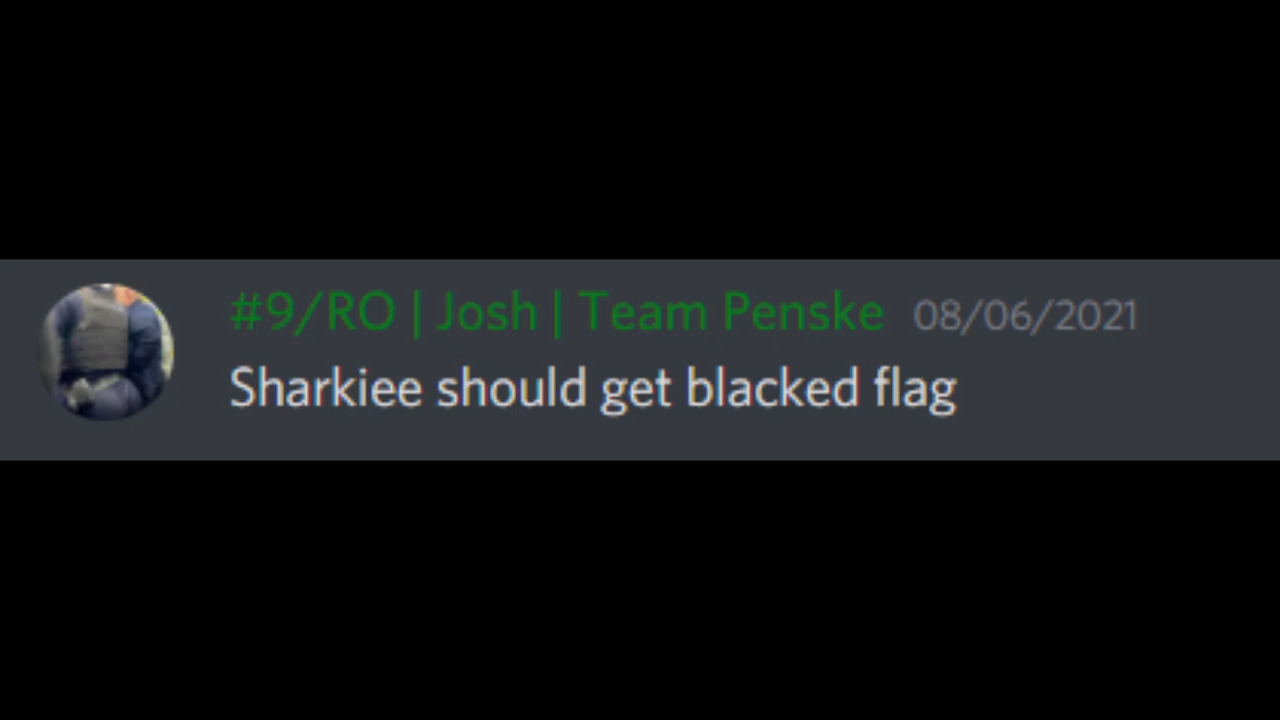 #9/RO | Josh | Team Penske 08/06/2021
Sharkiee should get blacked flag